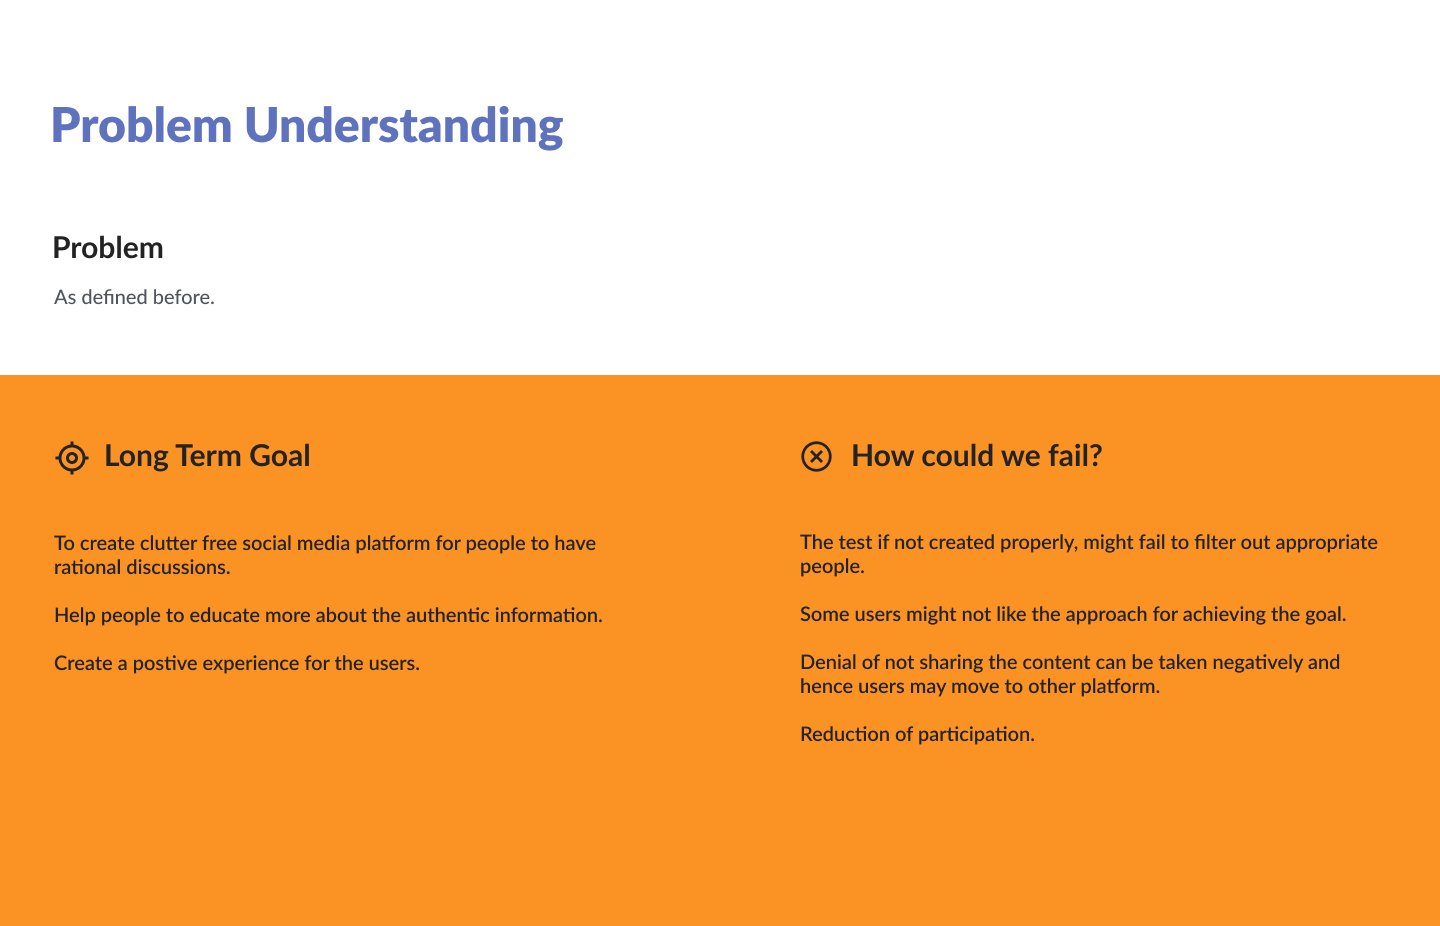 Problem Understanding
Problem
As defined before.
Long Term Goal
To create clutter free social media platform for people to have
rational discussions.
Help people to educate more about the authentic information.
Create a postive experience for the users.
How could we fail?
The test if not created properly, might fail to filter out appropriate
people.
Some users might not like the approach for achieving the goal.
Denial of not sharing the content can be taken negatively and
hence users may move to other platform.
Reduction of participation.